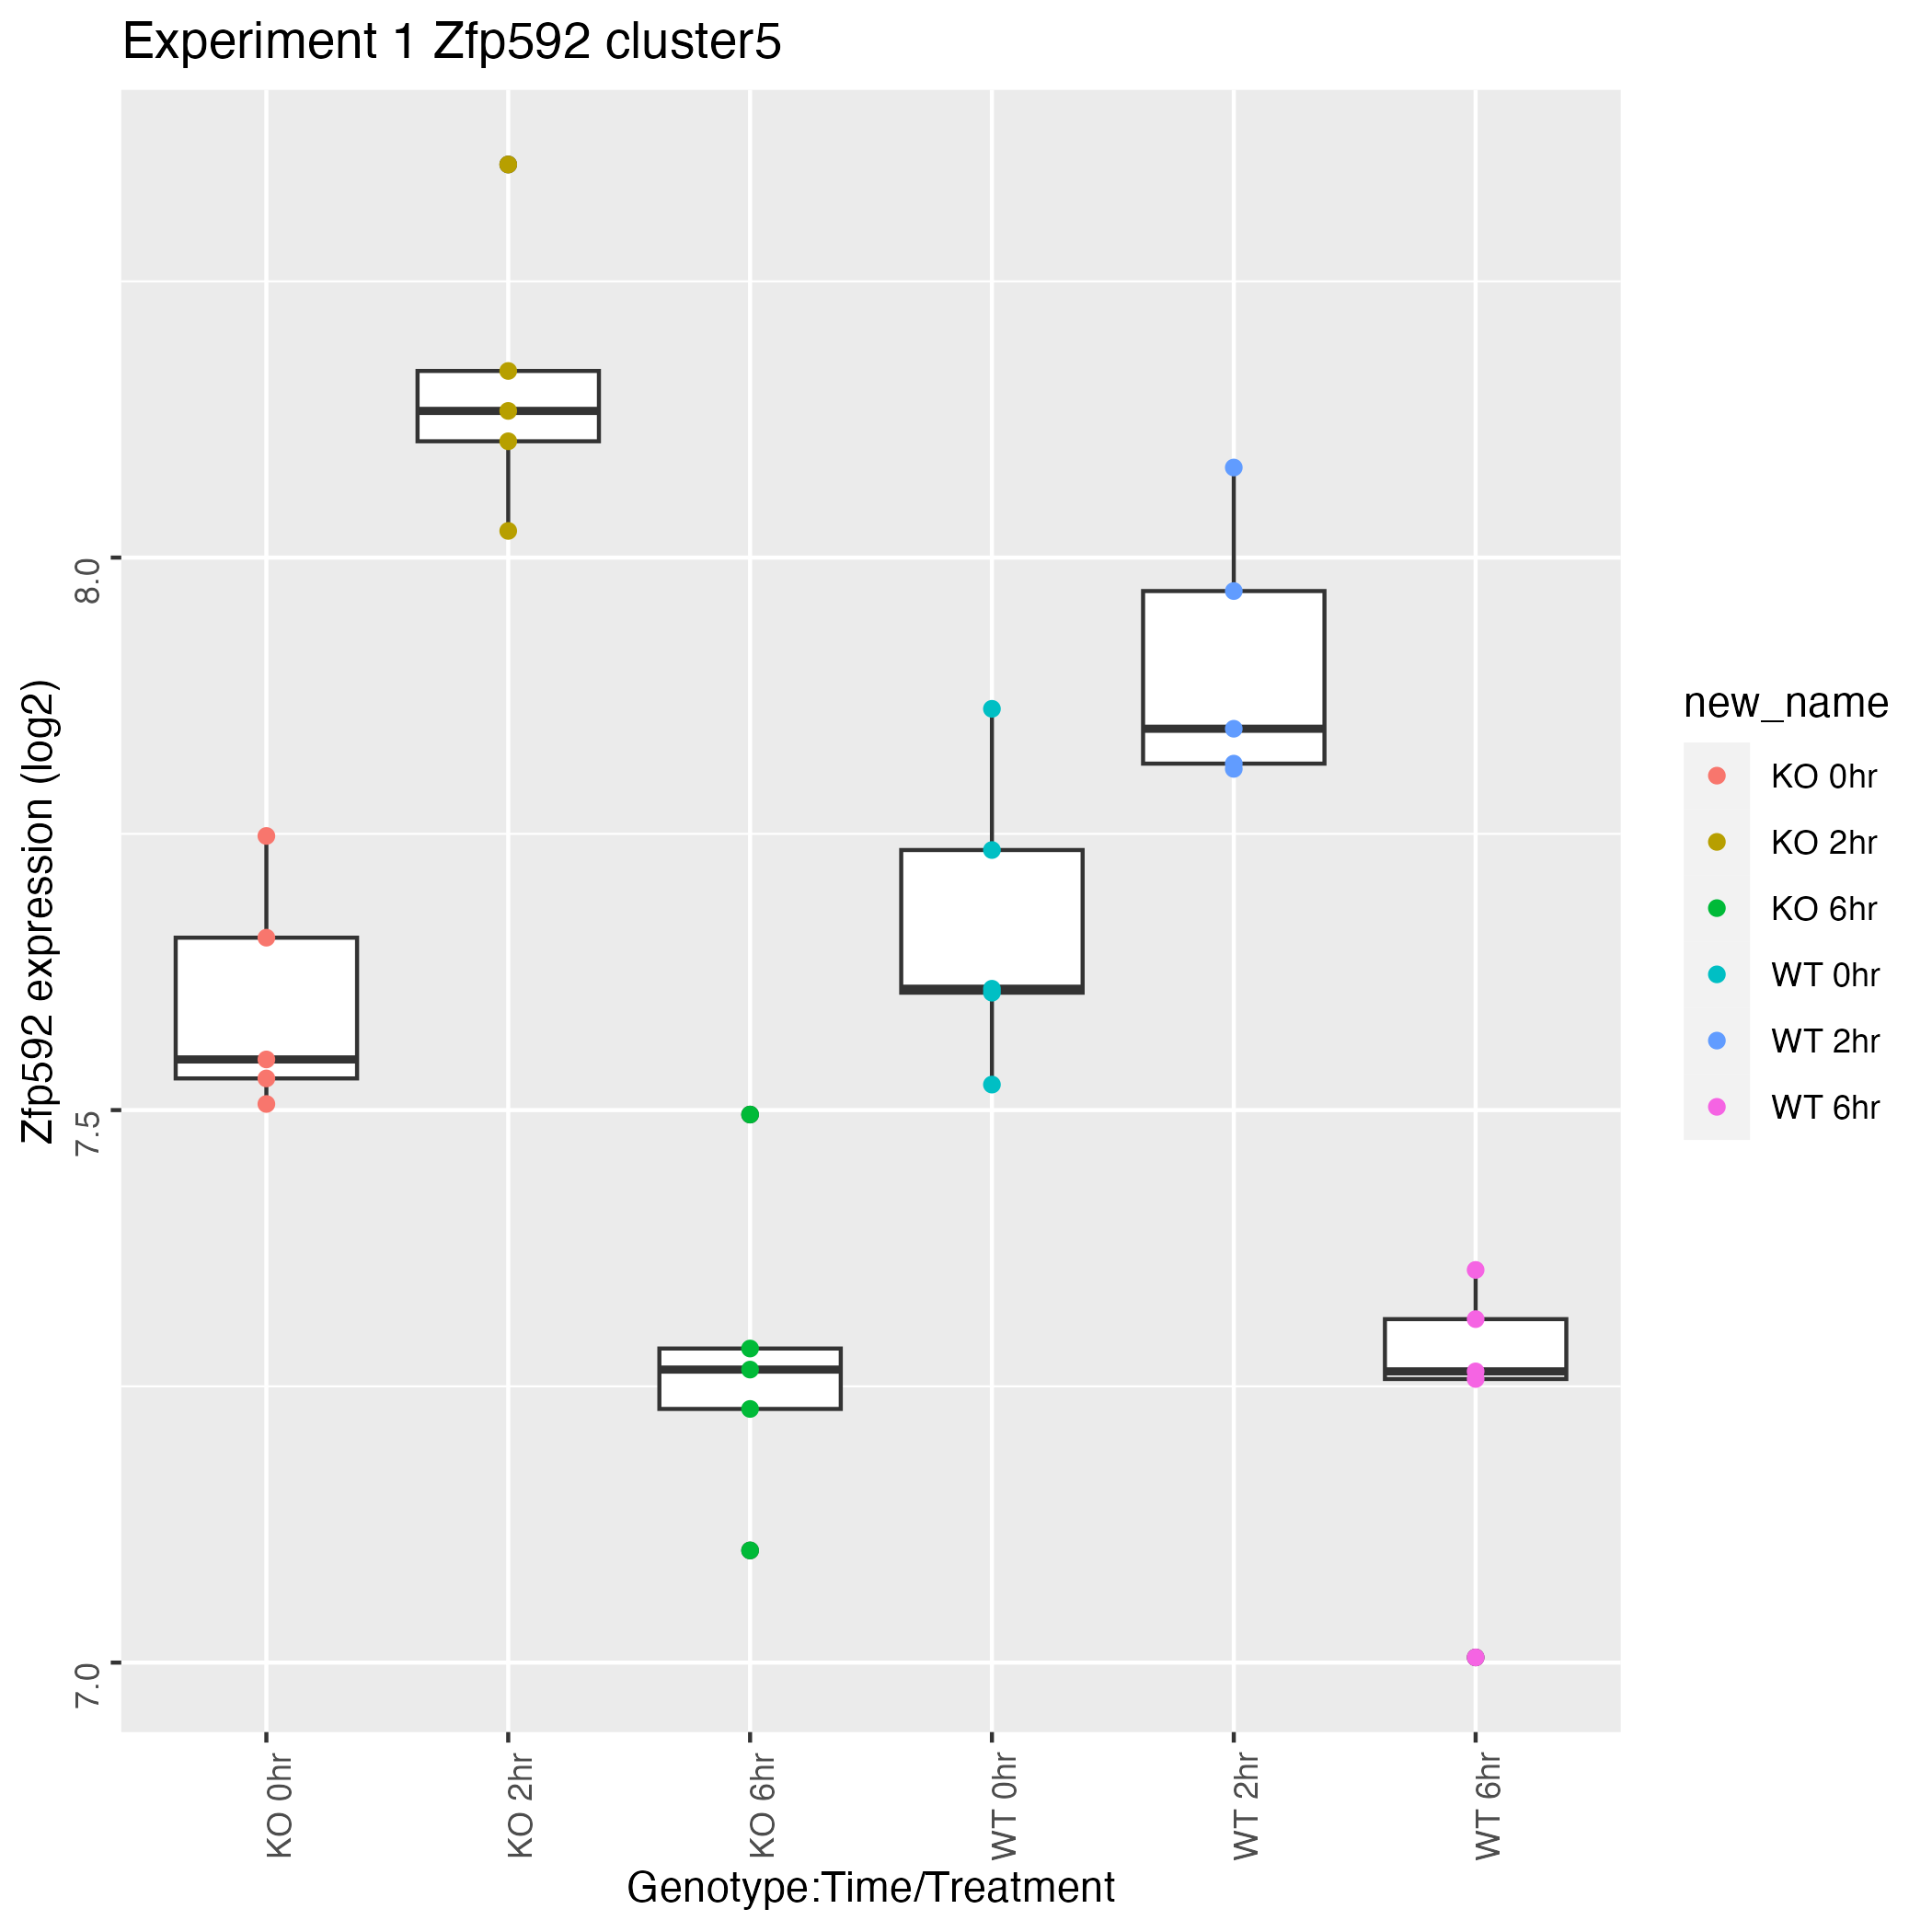 Experiment 1 Zfp592 cluster5
Zfp592 expression (log2)
8.0
7.5
7.0
KO 0hr
KO 2hr
KO 6hr
WT 0hr
WT 2hr
WT 6hr
Genotype:Time/Treatment
new_name
KO 0hr
KO 2hr
KO 6hr
WT 0hr
WT 2hr
WT 6hr